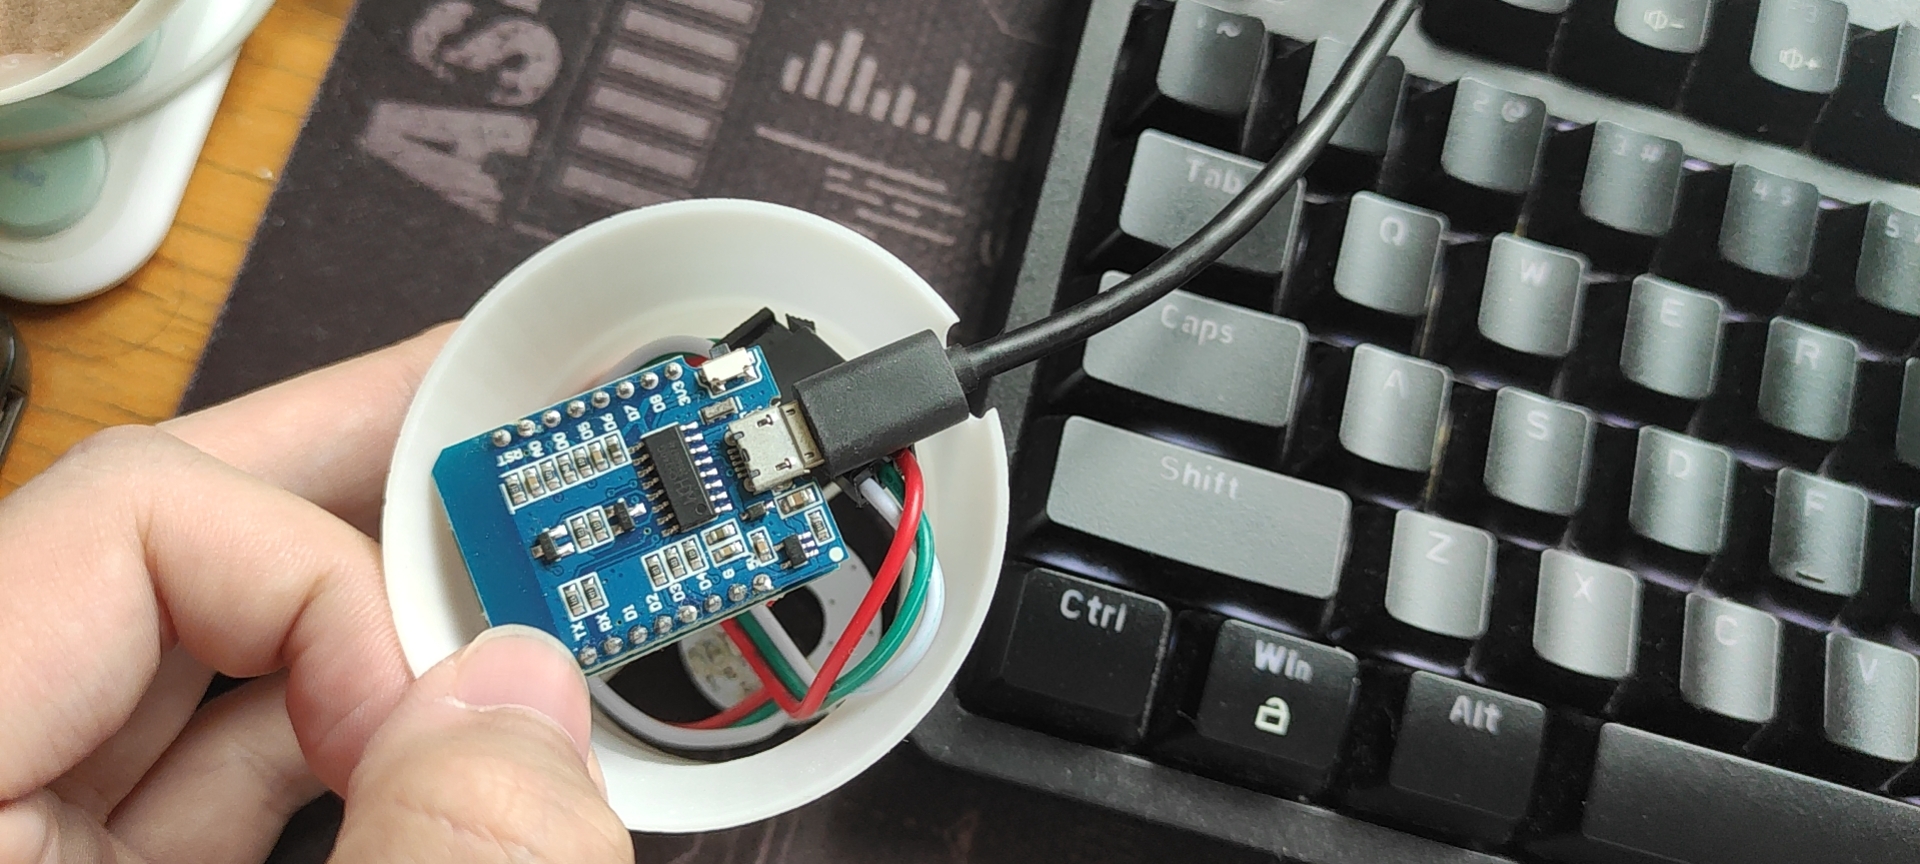 AS
~
2 @
3 #
4 $
5
Tab
Q
W
E
R
Caps
A
S
D
F
Shift
Z
X
C
V
Ctrl
Win
Alt
3V3
D8
D7
D6
D5
D0
A0
RST
TX
RX
D1
D2
D3
D4
G